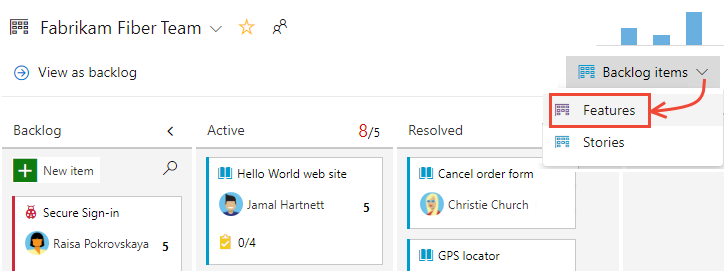 Fabrikam Fiber Team
View as backlog
Backlog items
Features
Stories
Backlog
Active
8/5
Resolved
New item
Secure Sign-in
Raisa Pokrovskaya
5
Hello World web site
Jamal Hartnett
5
0/4
Cancel order form
Christie Church
GPS locator